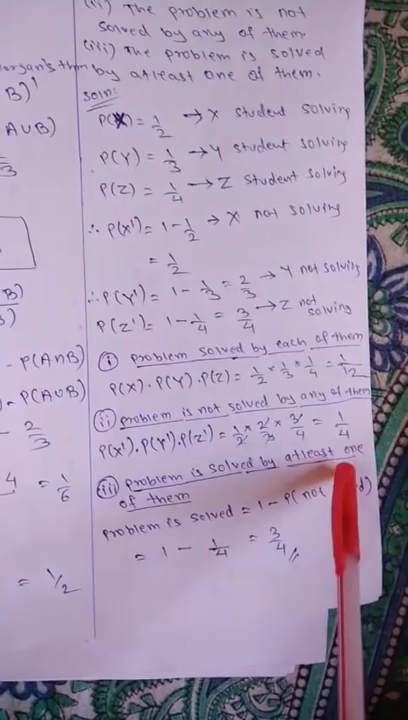 (ii) The problem is not
solved by any of them
(iii) The problem is solved
by atleast one of them.
Soln:
P(X) = 1/2 → X student solving
P(Y) = 1/3 → Y student solving
P(Z) = 1/4 → Z student solving
∴ P(X') = 1 - 1/2 → X not solving
= 1/2
∴ P(Y') = 1 - 1/3 = 2/3 → Y not solving
P(Z') = 1 - 1/4 = 3/4 → Z not solving
(i) problem solved by each of them
P(X) . P(Y) . P(Z) = 1/2 × 1/3 × 1/4 = 1/12
(ii) problem is not solved by any of them
P(X') . P(Y') . P(Z') = 1/2 × 2/3 × 3/4 = 1/4
(iii) problem is solved by atleast one
of them
problem is solved = 1 - P(not d)
= 1 - 1/4 = 3/4 //
thm
B)'
A∪B)
3
B)
- P(A∩B)
P(A∪B)
- 2/3
4 = 1/6
= 1/2